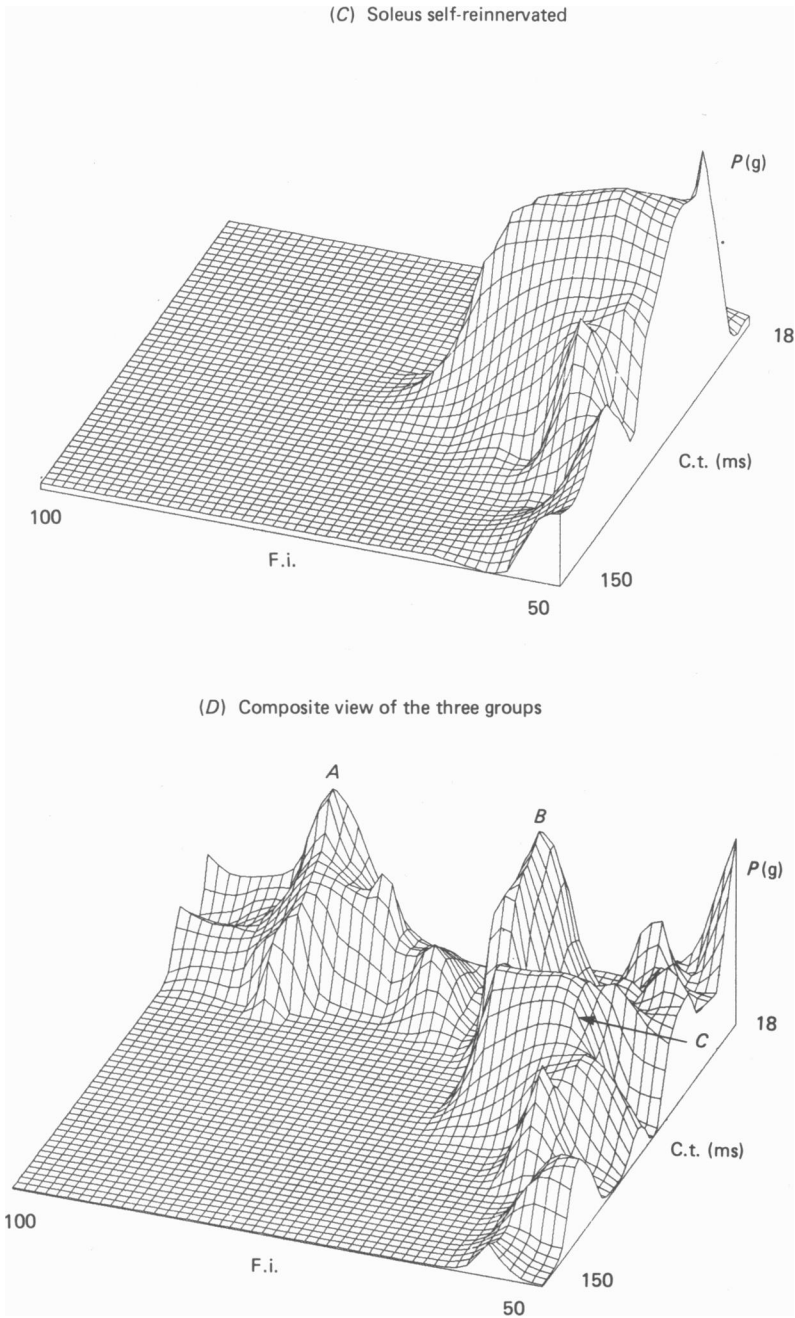 (C) Soleus self-reinnervated
P (g)
18
C.t. (ms)
100
F.i.
150
50
(D) Composite view of the three groups
A
B
P (g)
18
C
C.t. (ms)
100
F.i.
150
50